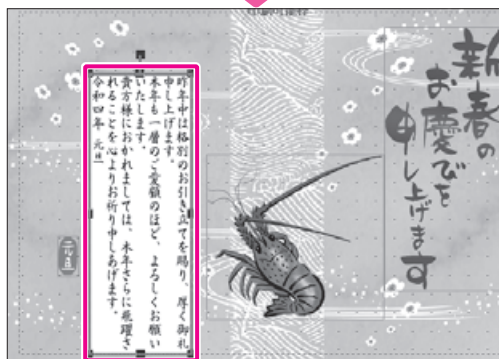 新春の
お慶びを
申し上げます
昨年中は格別のお引き立てを賜り、厚く御礼
申し上げます。
本年も一層のご愛顧のほど、よろしくお願い
いたします。
貴方様におかれましては、本年さらに飛躍さ
れることを心よりお祈り申しあげます。
令和四年 元旦
元旦